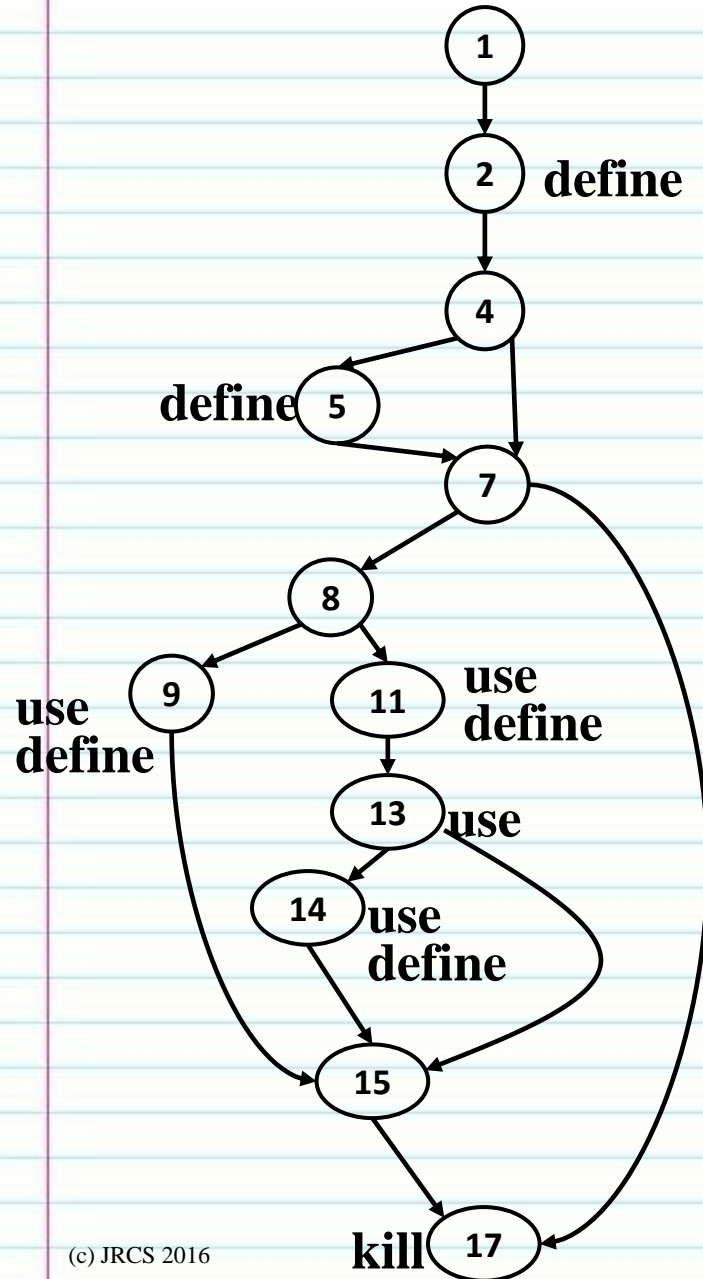 1
2 define
4
define 5
7
8
9
use
define
11
use
define
13 use
14
use
define
15
kill 17
(c) JRCS 2016